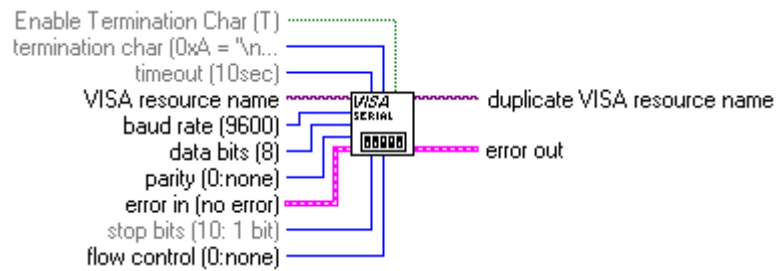 Enable Termination Char (T)
termination char (0xA = "\n...
timeout (10sec)
VISA resource name
baud rate (9600)
data bits (8)
parity (0:none)
error in (no error)
stop bits (10: 1 bit)
flow control (0:none)
VISA
SERIAL
duplicate VISA resource name
error out